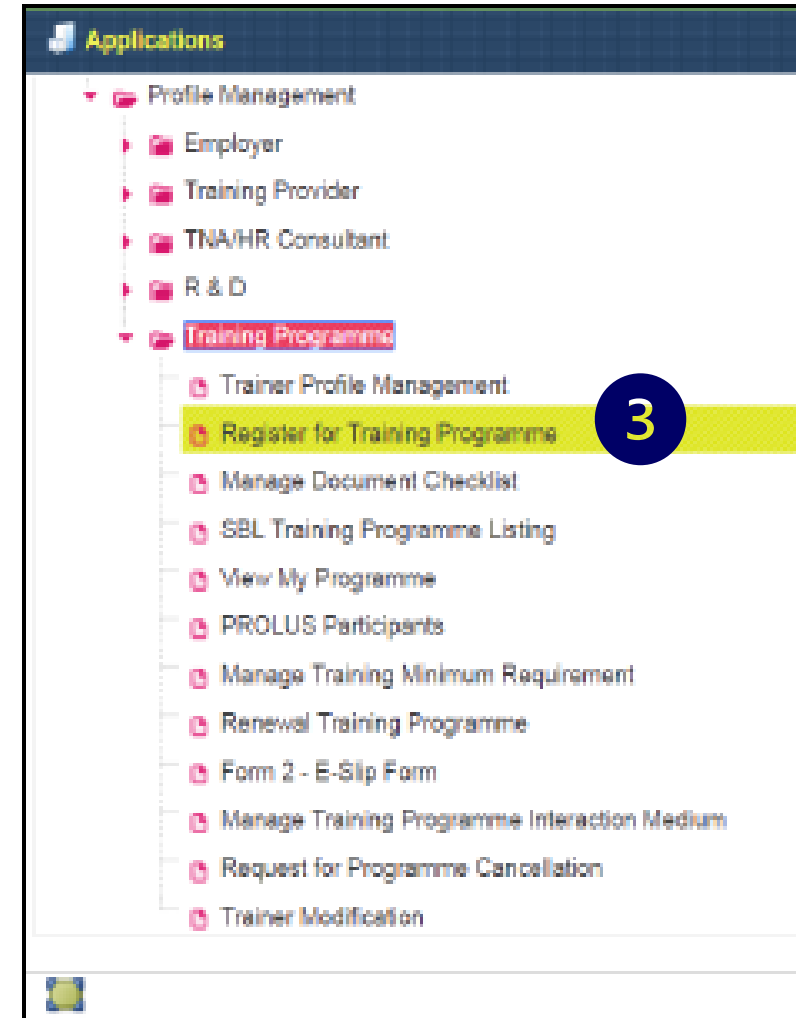 Applications
Profile Management
Employer
Training Provider
TNA/HR Consultant
R & D
Training Programme
Trainer Profile Management
Register for Training Programme
3
Manage Document Checklist
SBL Training Programme Listing
View My Programme
PROLUS Participants
Manage Training Minimum Requirement
Renewal Training Programme
Form 2 - E-Slip Form
Manage Training Programme Interaction Medium
Request for Programme Cancellation
Trainer Modification